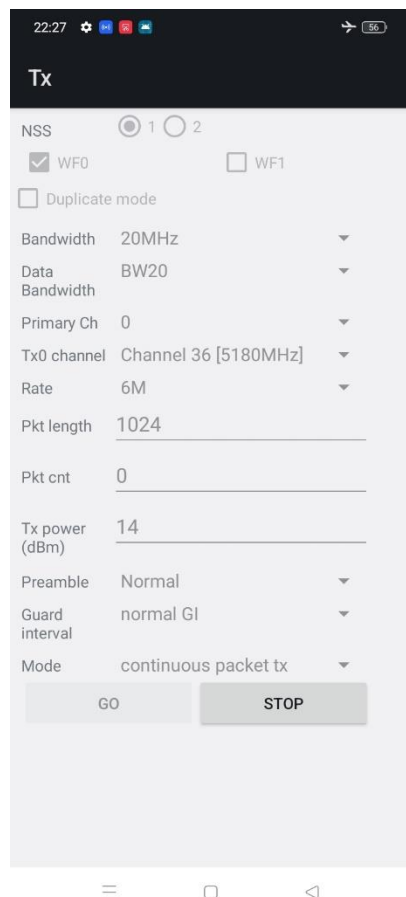 22:27
56
Tx
NSS 1 2
WF0 WF1
Duplicate mode
Bandwidth 20MHz
Data Bandwidth BW20
Primary Ch 0
Tx0 channel Channel 36 [5180MHz]
Rate 6M
Pkt length 1024
Pkt cnt 0
Tx power (dBm) 14
Preamble Normal
Guard interval normal GI
Mode continuous packet tx
GO STOP